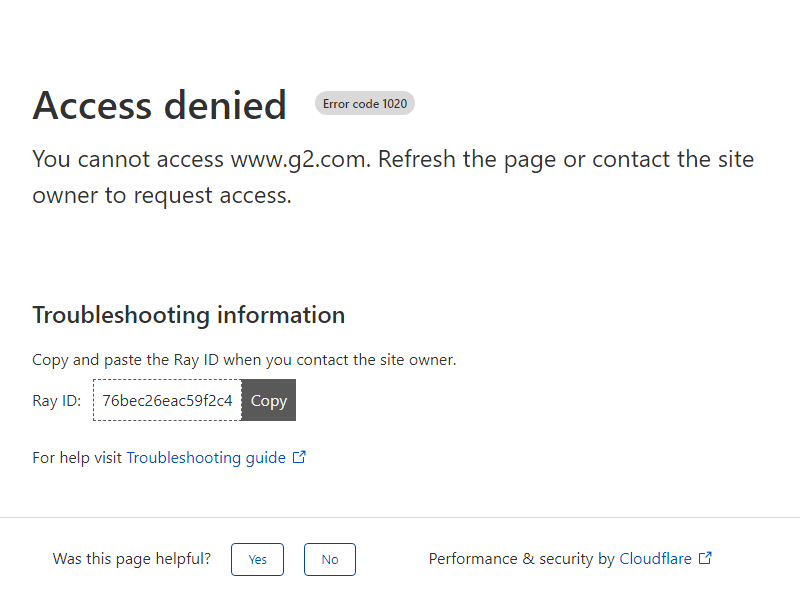 Access denied Error code 1020
You cannot access www.g2.com. Refresh the page or contact the site
owner to request access.
Troubleshooting information
Copy and paste the Ray ID when you contact the site owner.
Ray ID: 76bec26eac59f2c4 Copy
For help visit Troubleshooting guide
Was this page helpful? Yes No Performance & security by Cloudflare